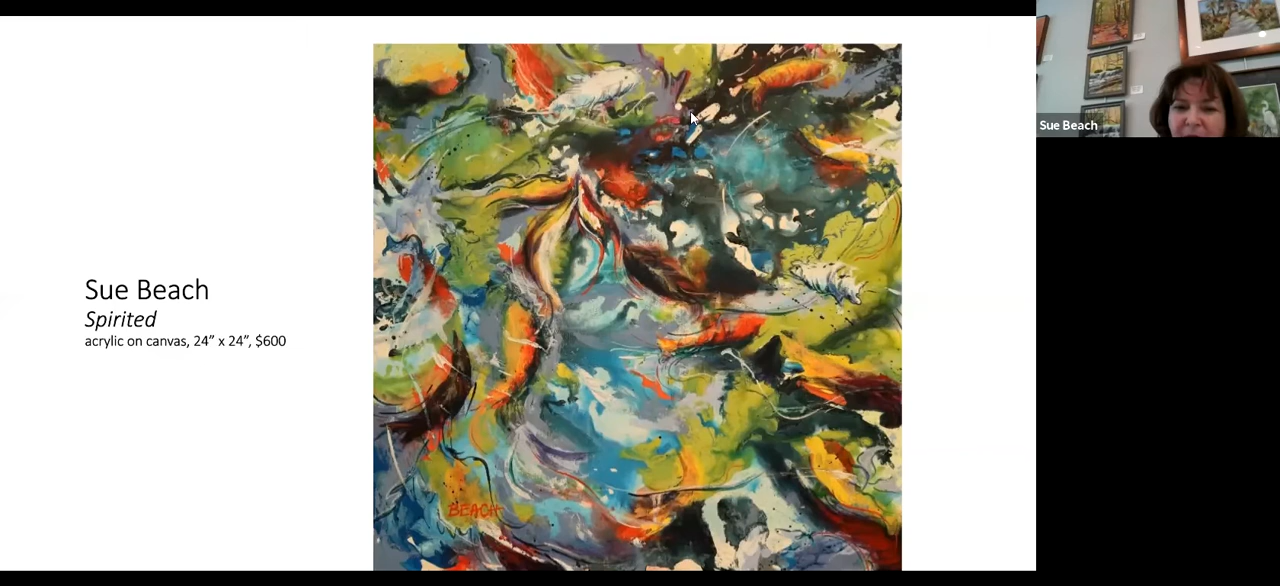 Sue Beach
Spirited
acrylic on canvas, 24” x 24”, $600
BEACH
Sue Beach